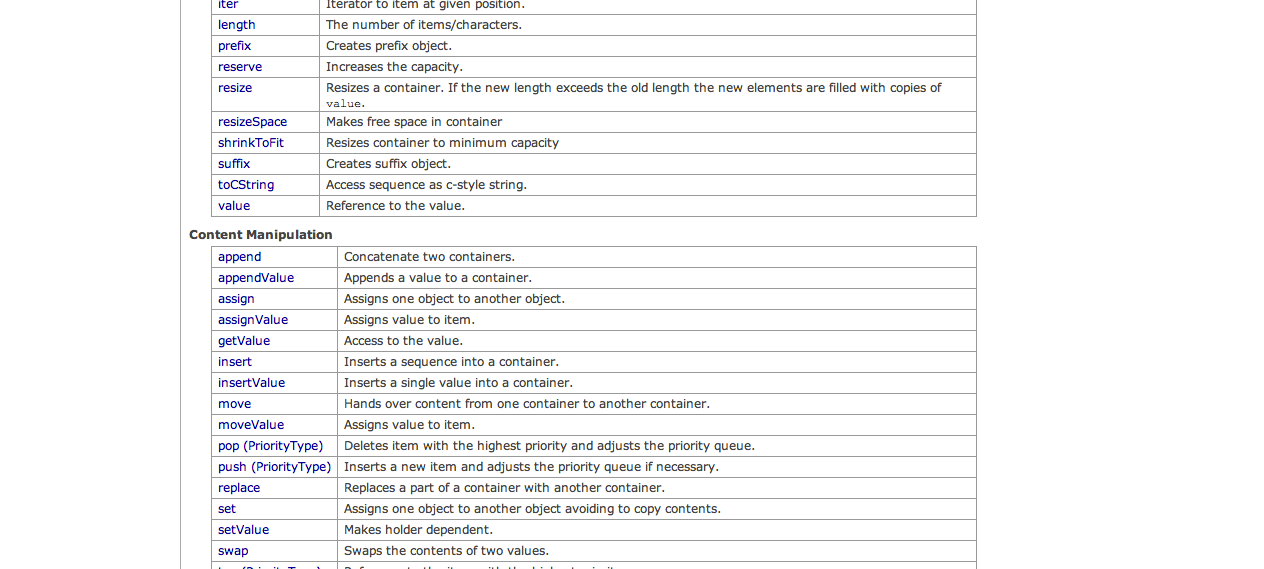 iter Iterator to item at given position.
length The number of items/characters.
prefix Creates prefix object.
reserve Increases the capacity.
resize Resizes a container. If the new length exceeds the old length the new elements are filled with copies of
value.
resizeSpace Makes free space in container
shrinkToFit Resizes container to minimum capacity
suffix Creates suffix object.
toCString Access sequence as c-style string.
value Reference to the value.
Content Manipulation
append Concatenate two containers.
appendValue Appends a value to a container.
assign Assigns one object to another object.
assignValue Assigns value to item.
getValue Access to the value.
insert Inserts a sequence into a container.
insertValue Inserts a single value into a container.
move Hands over content from one container to another container.
moveValue Assigns value to item.
pop (PriorityType) Deletes item with the highest priority and adjusts the priority queue.
push (PriorityType) Inserts a new item and adjusts the priority queue if necessary.
replace Replaces a part of a container with another container.
set Assigns one object to another object avoiding to copy contents.
setValue Makes holder dependent.
swap Swaps the contents of two values.